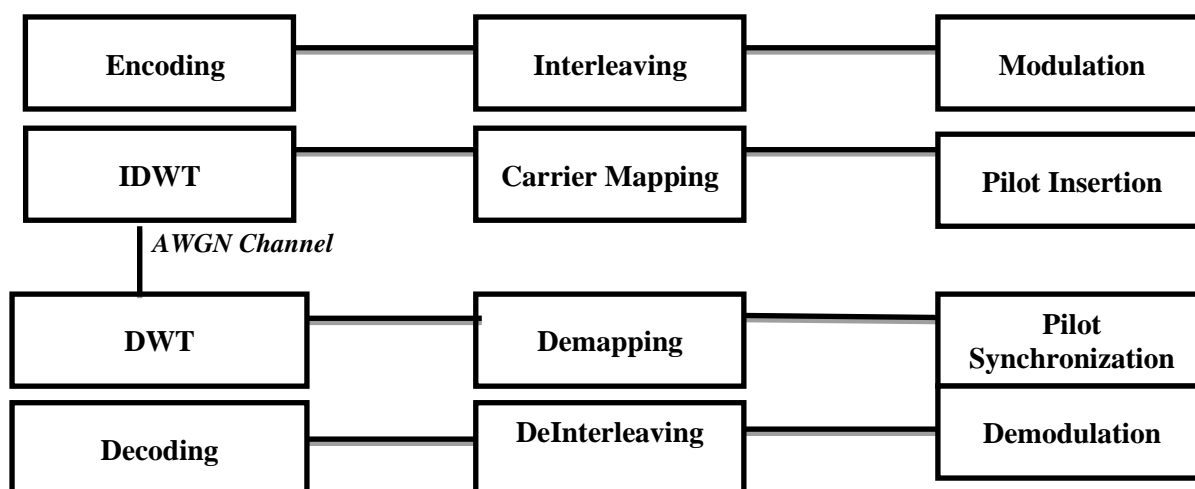 Encoding
Interleaving
Modulation
IDWT
Carrier Mapping
Pilot Insertion
AWGN Channel
DWT
Demapping
Pilot
Synchronization
Decoding
DeInterleaving
Demodulation